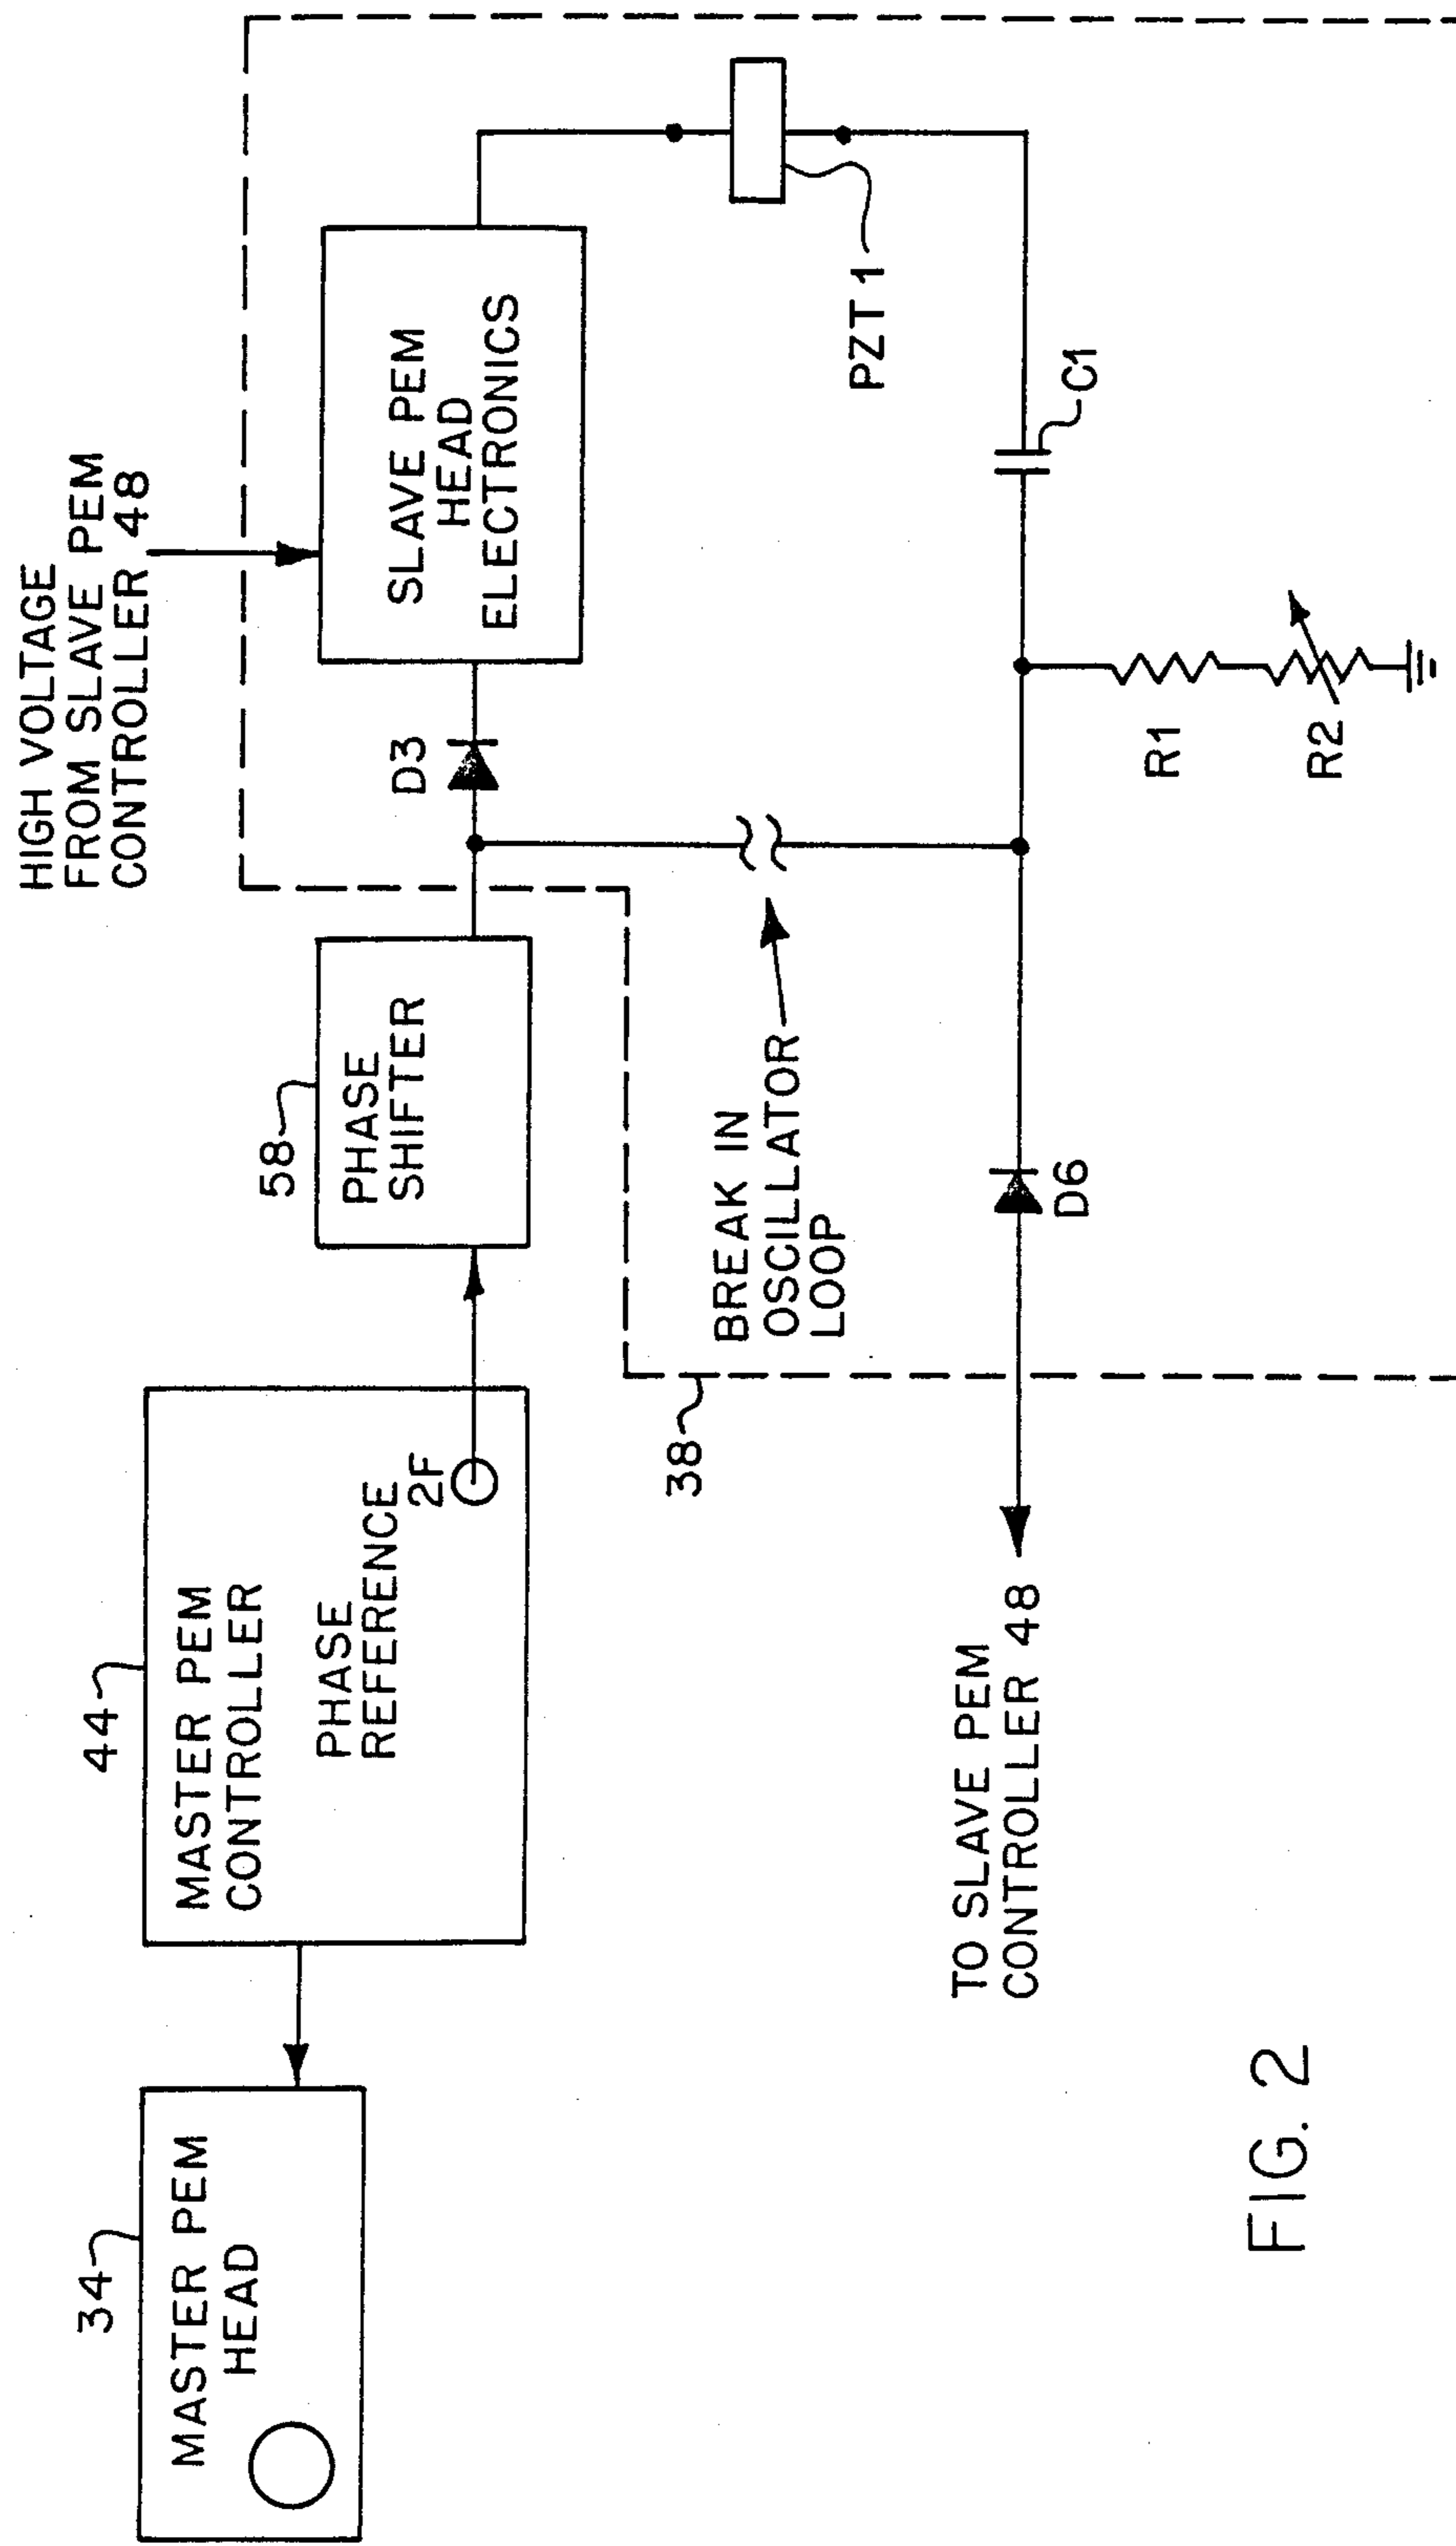 34
MASTER PEM
HEAD
44
MASTER PEM
CONTROLLER
PHASE
REFERENCE
2F
58
PHASE
SHIFTER
HIGH VOLTAGE
FROM SLAVE PEM
CONTROLLER 48
D3
SLAVE PEM
HEAD
ELECTRONICS
38
BREAK IN
OSCILLATOR
LOOP
PZT 1
TO SLAVE PEM
CONTROLLER 48
D6
C1
R1
R2
FIG. 2